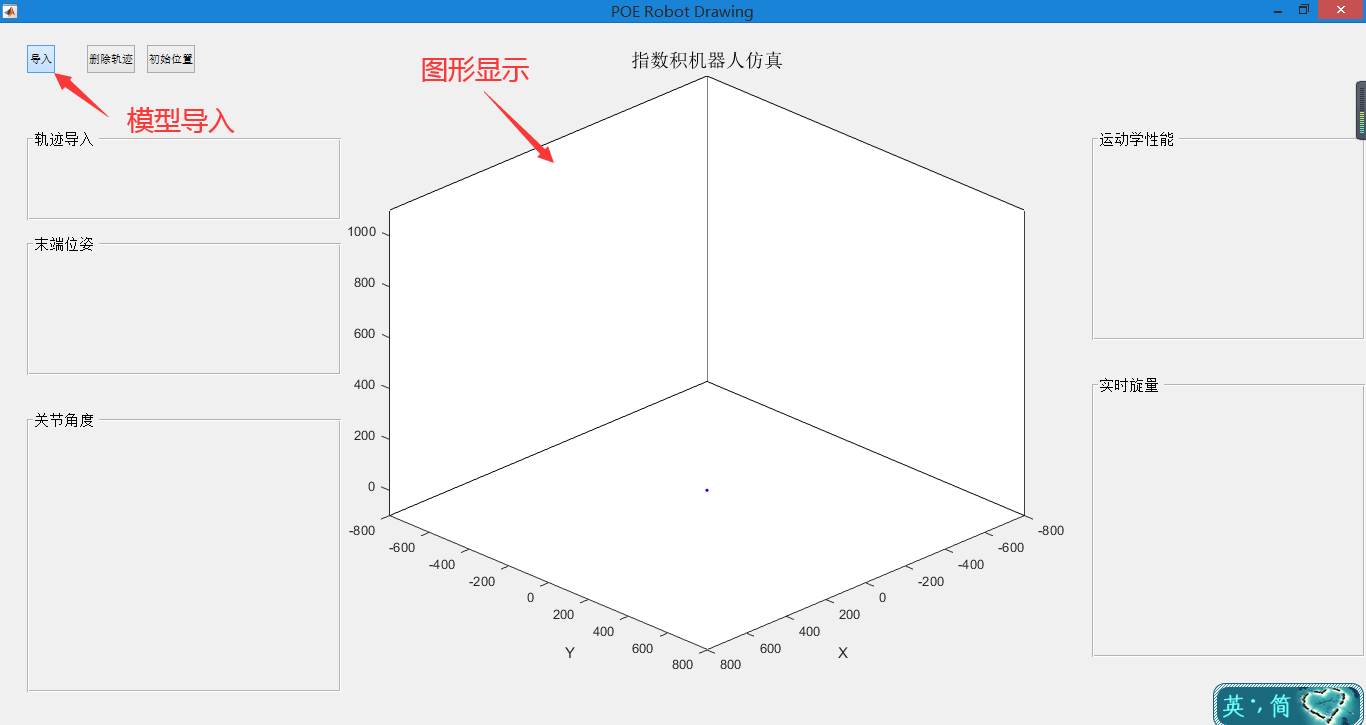 POE Robot Drawing
导入
删除轨迹
初始位置
图形显示
指数积机器人仿真
模型导入
轨迹导入
运动学性能
末端位姿
实时旋量
关节角度
1000
800
600
400
200
0
-800
-600
-400
-200
0
200
400
600
800
Y
-800
-600
-400
-200
0
200
400
600
800
X
英·,简